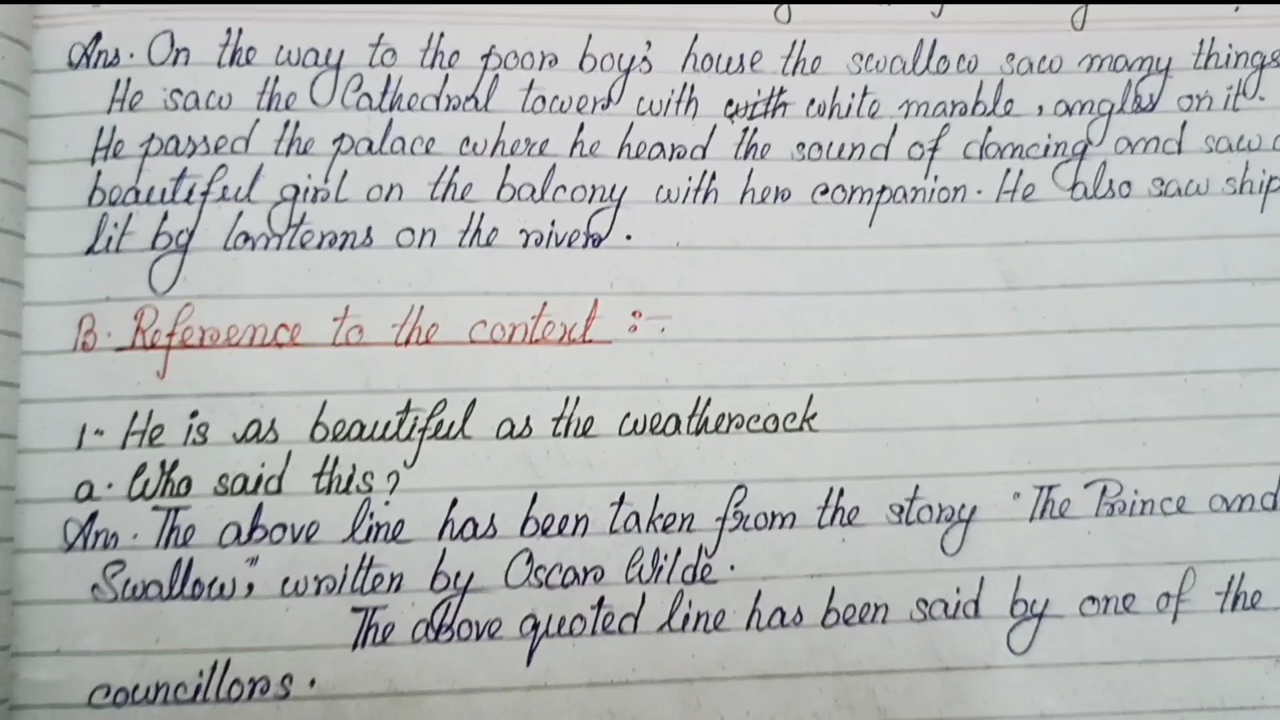 Ans. On the way to the poor boy's house the swallow saw many things
He saw the Cathedral tower with with white marble, angles on it.
He passed the palace where he heard the sound of dancing and saw a
beautiful girl on the balcony with her companion. He also saw ship
lit by lanterns on the river.
B. Reference to the context :-
1. He is as beautiful as the weathercock
a. Who said this?
Ans. The above line has been taken from the story "The Prince and
Swallow", written by Oscar Wilde.
The above quoted line has been said by one of the
councillors.